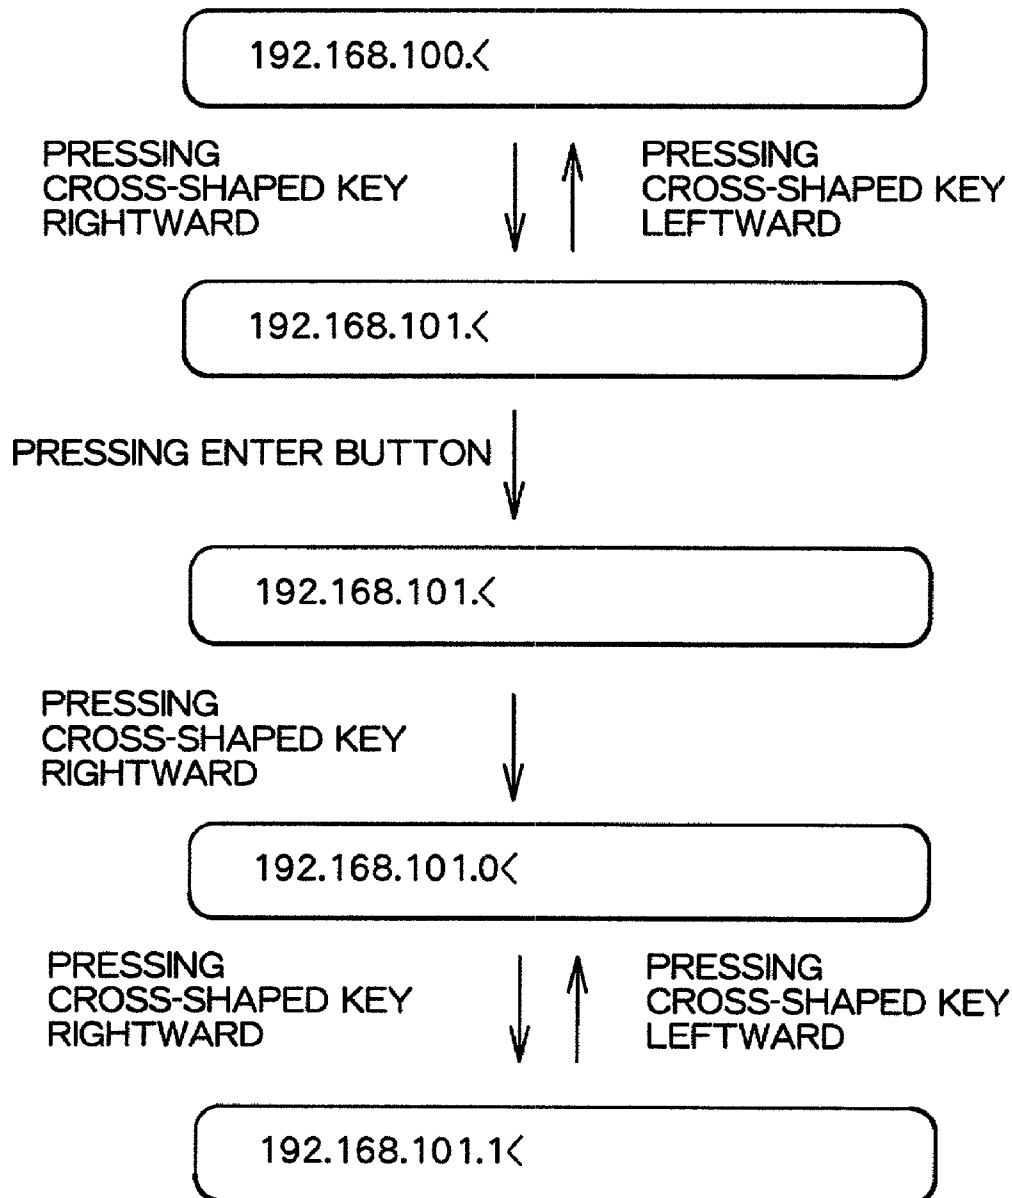 192.168.100.<
PRESSING
CROSS-SHAPED KEY
RIGHTWARD
PRESSING
CROSS-SHAPED KEY
LEFTWARD
192.168.101.<
PRESSING ENTER BUTTON
192.168.101.<
PRESSING
CROSS-SHAPED KEY
RIGHTWARD
192.168.101.0<
PRESSING
CROSS-SHAPED KEY
RIGHTWARD
PRESSING
CROSS-SHAPED KEY
LEFTWARD
192.168.101.1<